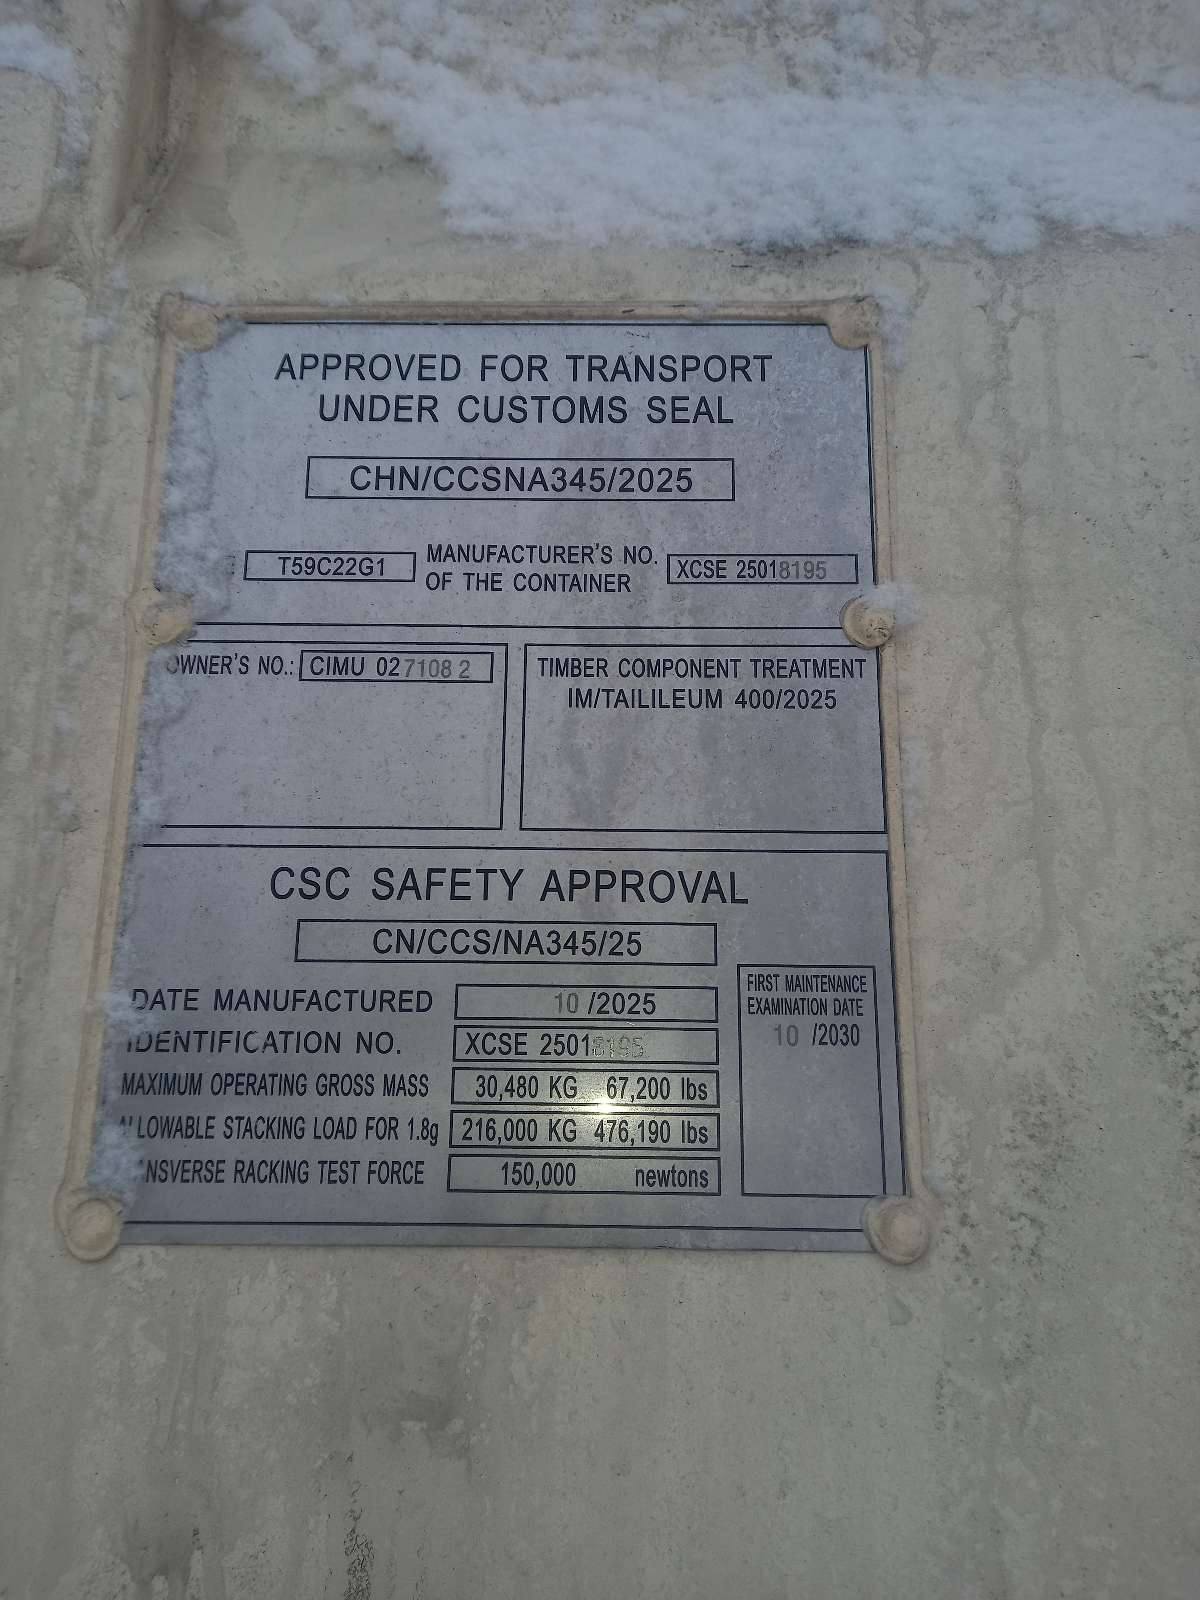 APPROVED FOR TRANSPORT
UNDER CUSTOMS SEAL
CHN/CCSNA345/2025
T59C22G1 MANUFACTURER'S NO. OF THE CONTAINER XCSE 25018195
OWNER'S NO.: CIMU 027108 2
TIMBER COMPONENT TREATMENT
IM/TAILILEUM 400/2025
CSC SAFETY APPROVAL
CN/CCS/NA345/25
DATE MANUFACTURED 10 /2025
IDENTIFICATION NO. XCSE 25018195
MAXIMUM OPERATING GROSS MASS 30,480 KG 67,200 lbs
ALLOWABLE STACKING LOAD FOR 1.8g 216,000 KG 476,190 lbs
NSVERSE RACKING TEST FORCE 150,000 newtons
FIRST MAINTENANCE
EXAMINATION DATE
10 /2030